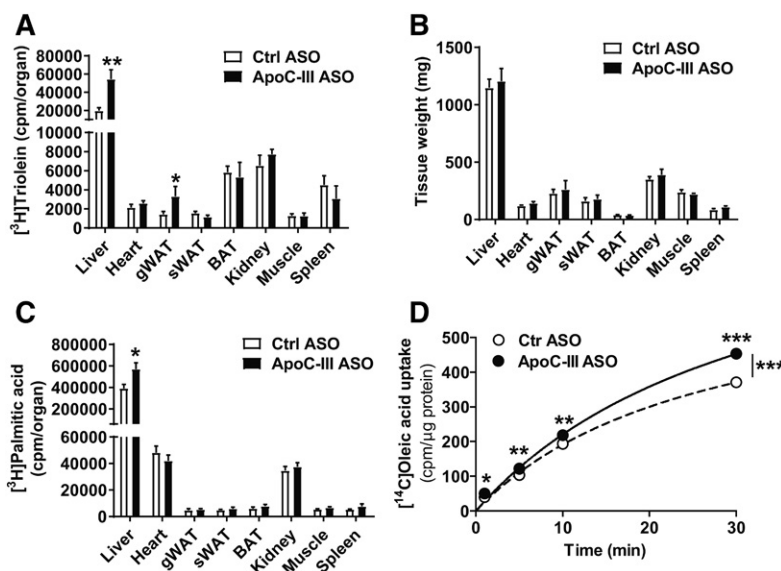 A
[³H]Triolein (cpm/organ)
80000
60000
40000
20000
10000
8000
6000
4000
2000
0
Ctrl ASO
ApoC-III ASO
**
*
Liver
Heart
gWAT
sWAT
BAT
Kidney
Muscle
Spleen
B
Tissue weight (mg)
1500
1000
500
0
Ctrl ASO
ApoC-III ASO
Liver
Heart
gWAT
sWAT
BAT
Kidney
Muscle
Spleen
C
[³H]Palmitic acid
(cpm/organ)
800000
600000
400000
200000
60000
40000
20000
0
Ctrl ASO
ApoC-III ASO
*
Liver
Heart
gWAT
sWAT
BAT
Kidney
Muscle
Spleen
D
[¹⁴C]Oleic acid uptake
(cpm/µg protein)
500
400
300
200
100
0
Ctr ASO
ApoC-III ASO
*
**
**
***
***
0
10
20
30
Time (min)